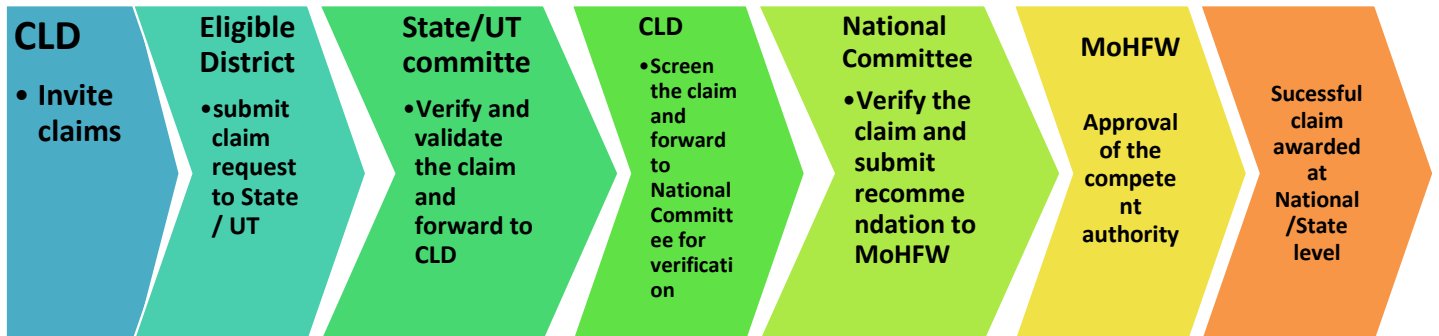 CLD
• Invite
claims
Eligible
District
•submit
claim
request
to State
/ UT
State/UT
committe
•Verify and
validate
the claim
and
forward to
CLD
CLD
•Screen
the claim
and
forward
to
National
Committ
ee for
verificati
on
National
Committee
•Verify the
claim and
submit
recomme
ndation to
MoHFW
MoHFW
Approval
of the
compete
nt
authority
Sucessful
claim
awarded
at
National
/State
level